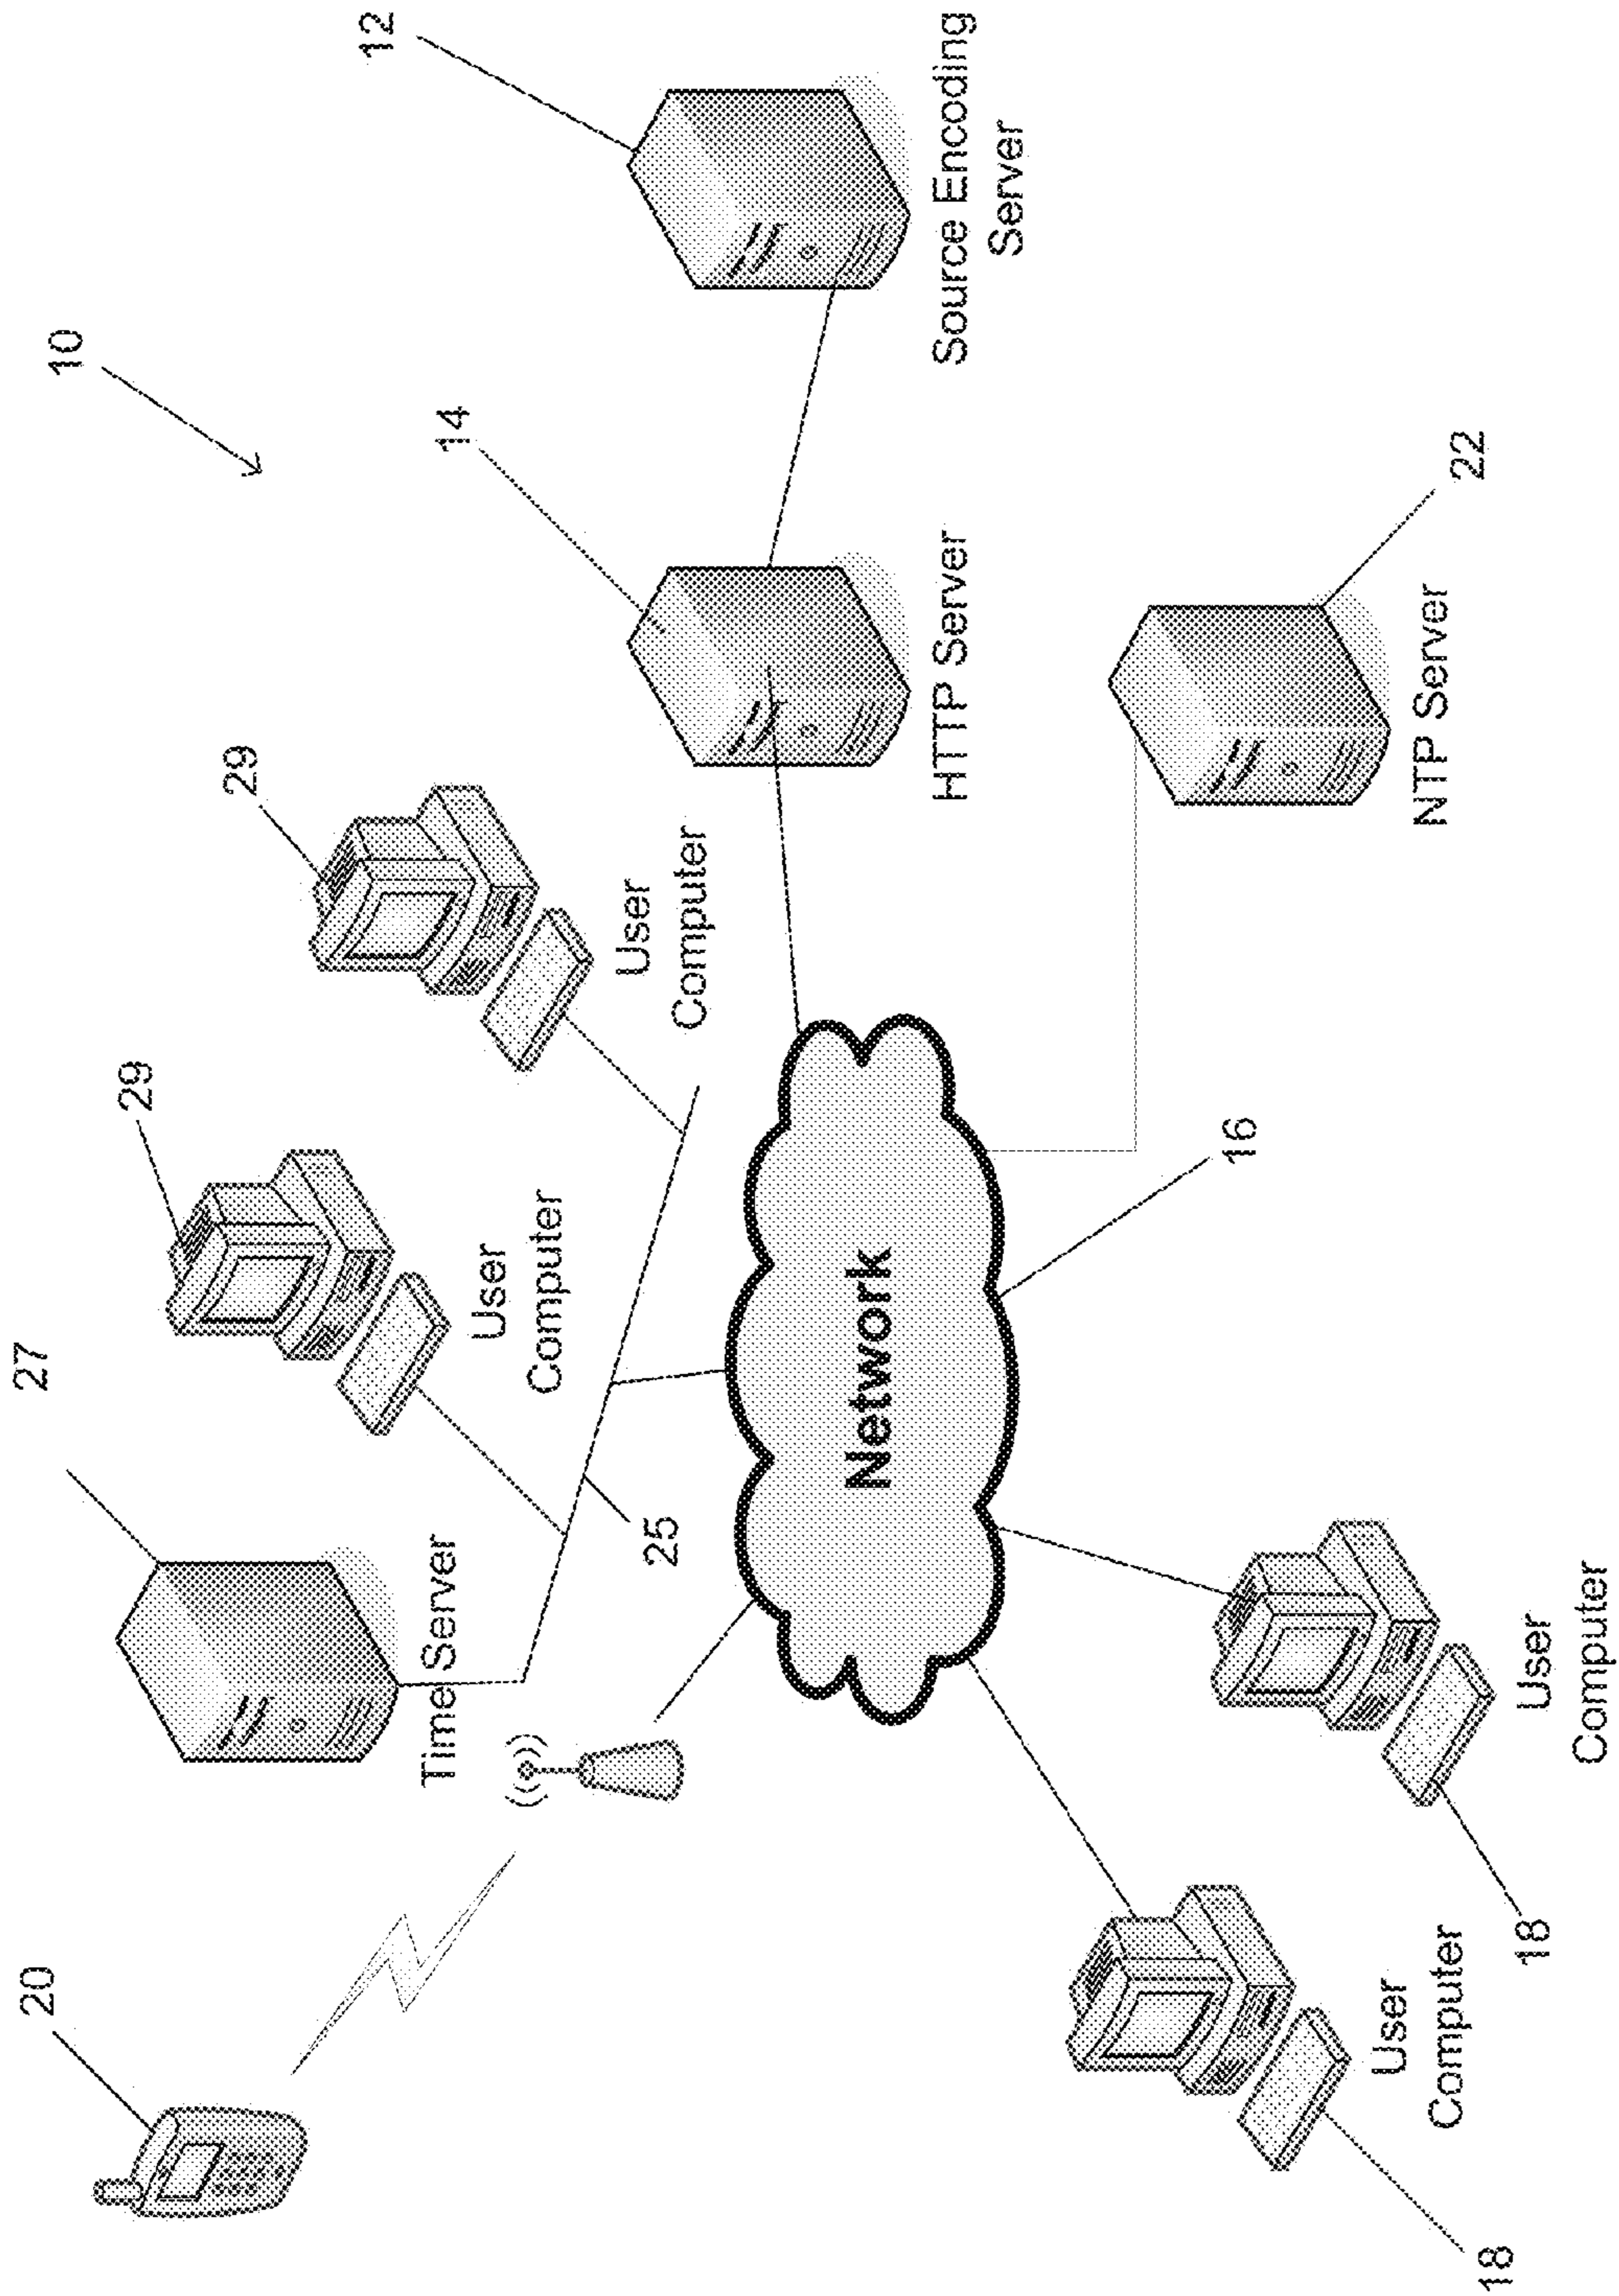 20
27
10
29
29
12
Time Server
14
User
Computer
User
Computer
25
Network
HTTP Server
Source Encoding
Server
16
User
Computer
NTP Server
22
18
18
User
Computer